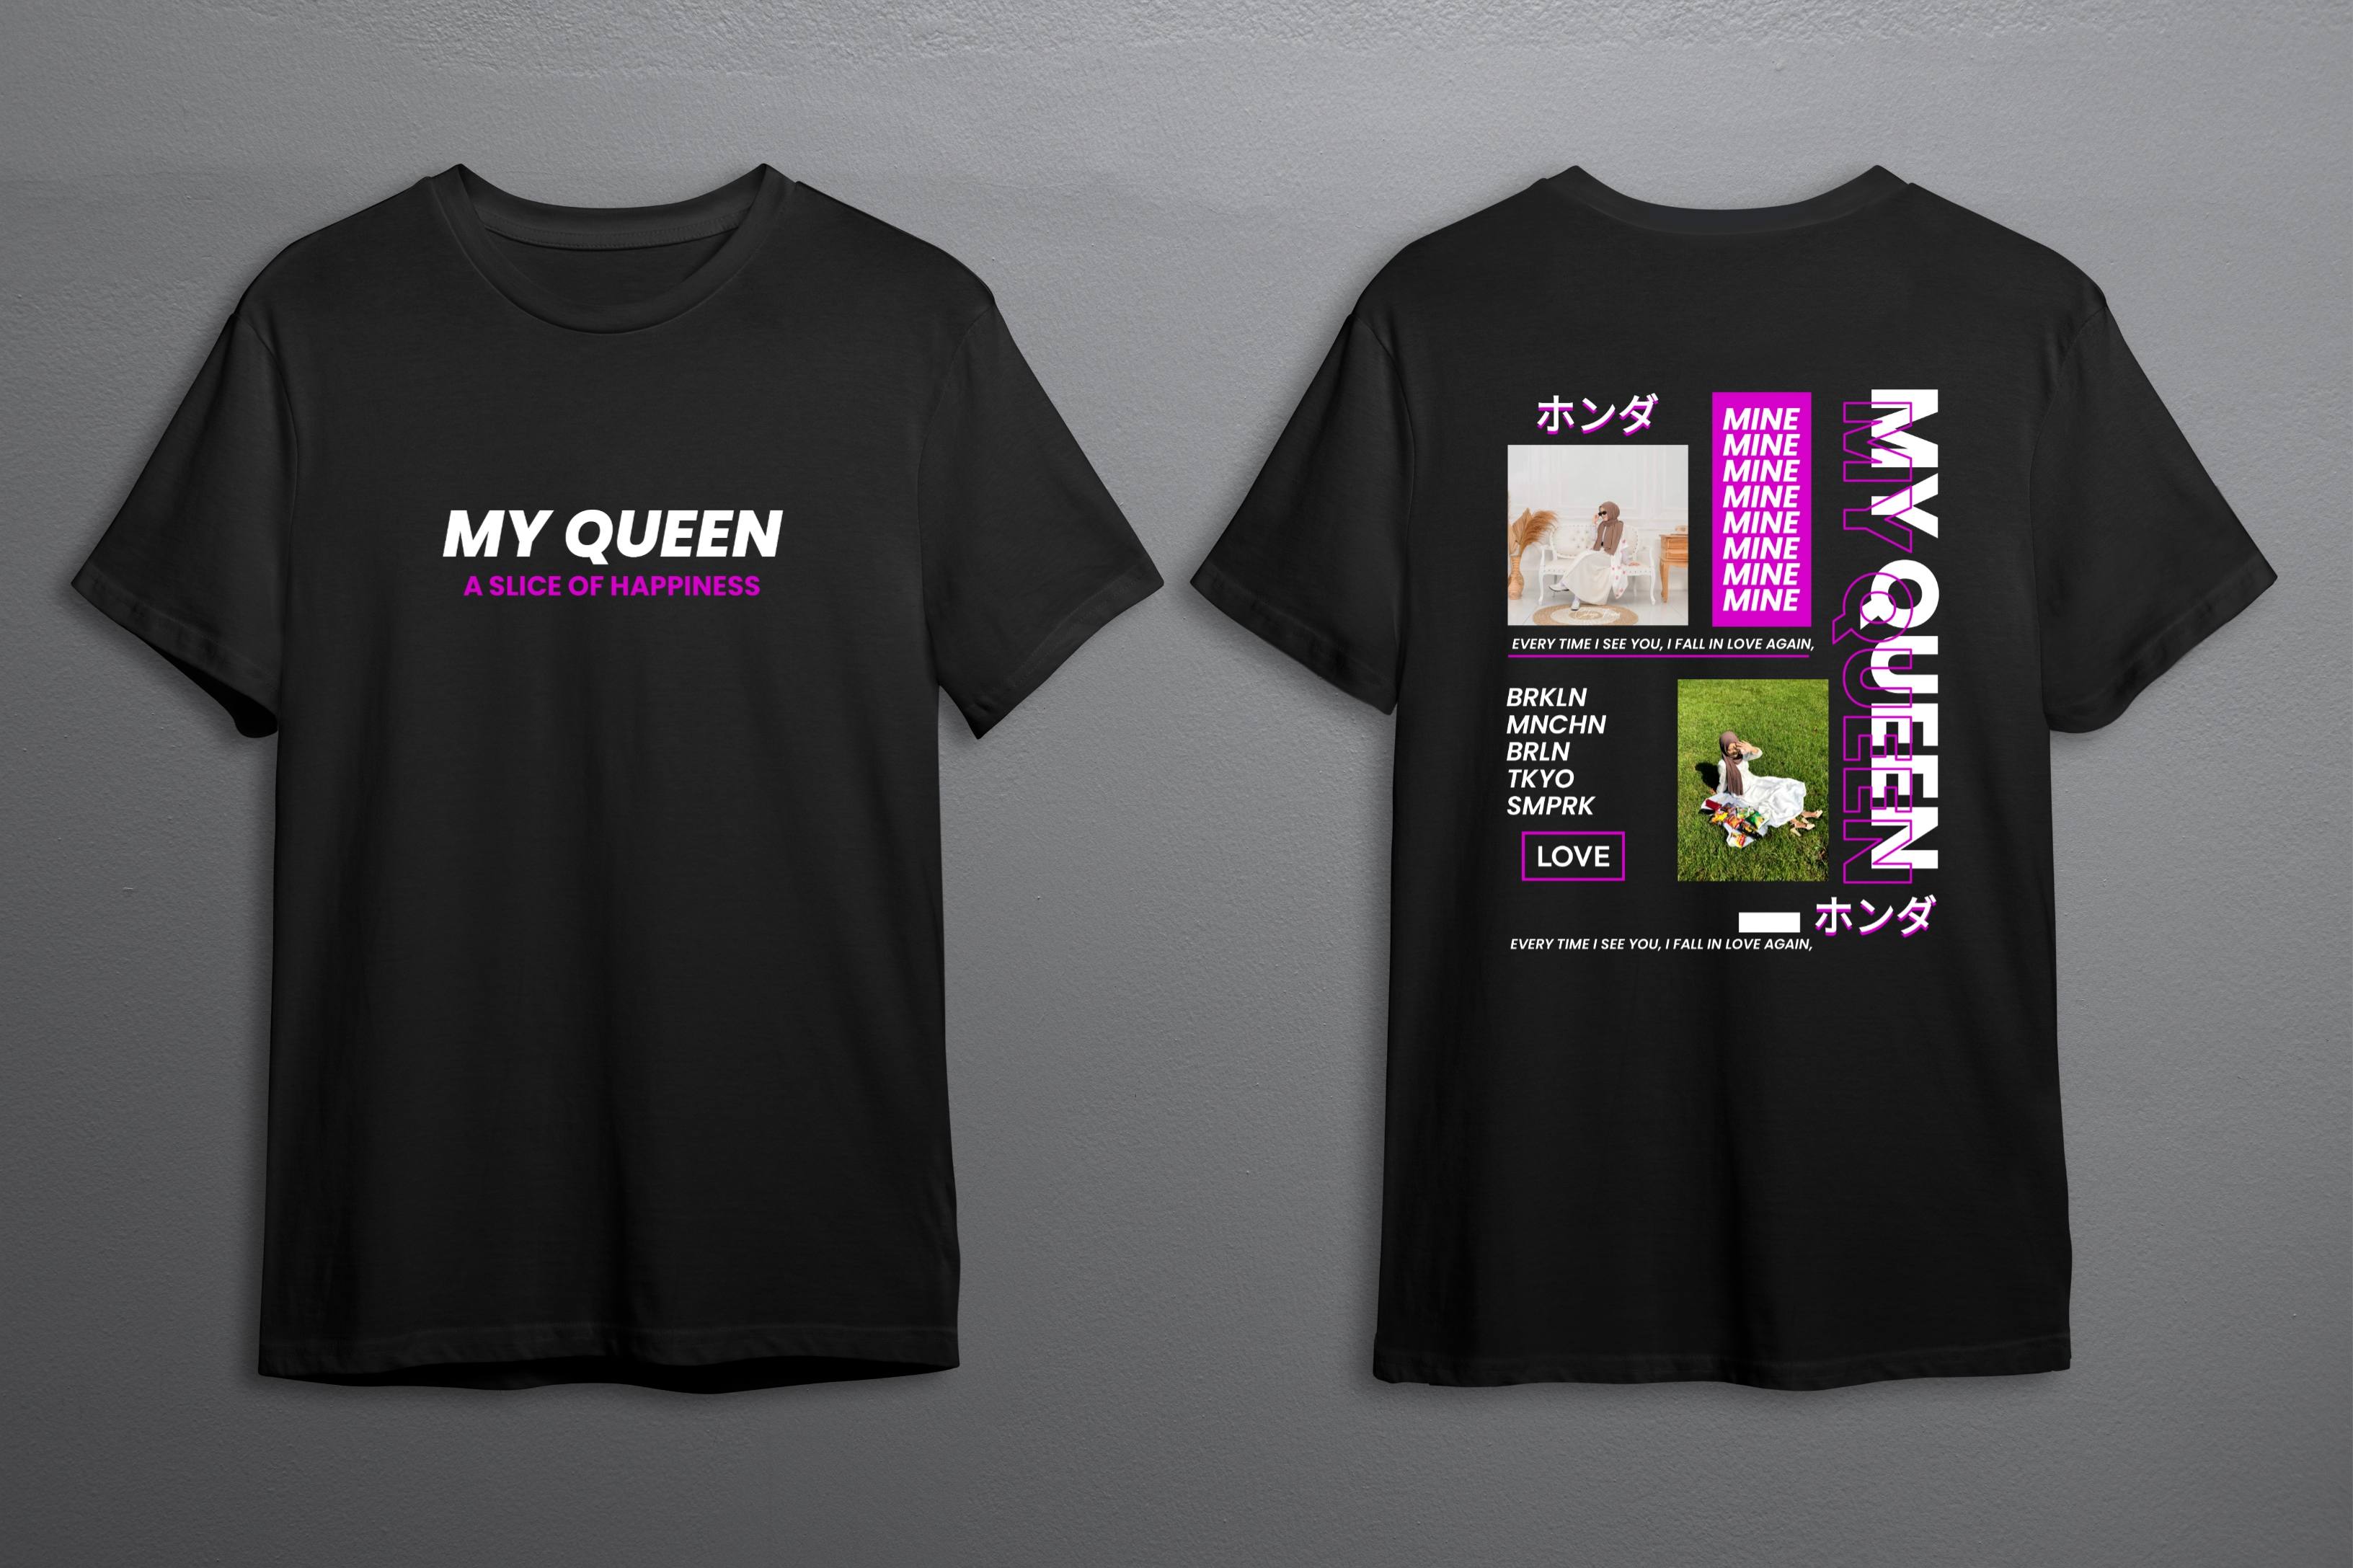 MY QUEEN
A SLICE OF HAPPINESS
ホンダ
MINE
MINE
MINE
MINE
MINE
MINE
MINE
MINE
MY QUEEN
MY QUEEN
EVERY TIME I SEE YOU, I FALL IN LOVE AGAIN,
BRKLN
MNCHN
BRLN
TKYO
SMPRK
LOVE
ホンダ
EVERY TIME I SEE YOU, I FALL IN LOVE AGAIN,